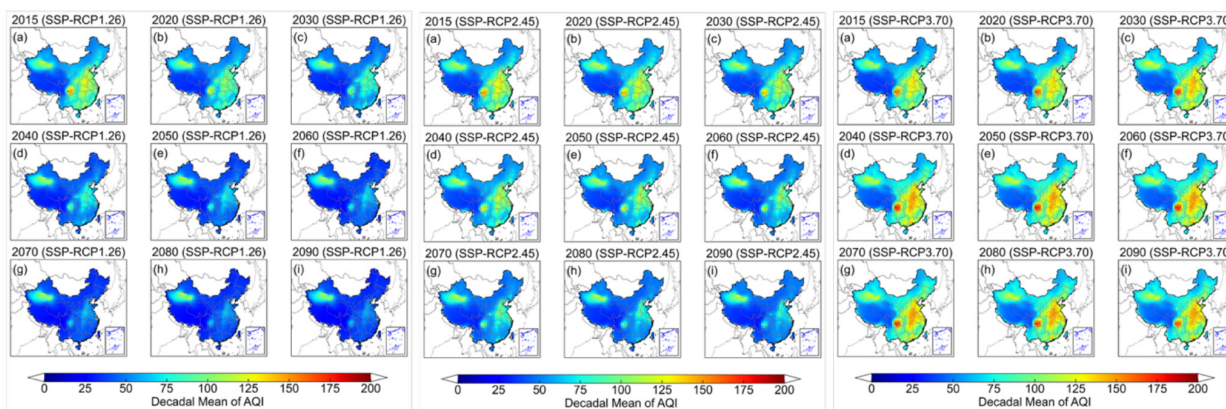 2015 (SSP-RCP1.26) 2020 (SSP-RCP1.26) 2030 (SSP-RCP1.26)
(a) (b) (c)
2040 (SSP-RCP1.26) 2050 (SSP-RCP1.26) 2060 (SSP-RCP1.26)
(d) (e) (f)
2070 (SSP-RCP1.26) 2080 (SSP-RCP1.26) 2090 (SSP-RCP1.26)
(g) (h) (i)
0 25 50 75 100 125 150 175 200
Decadal Mean of AQI
2015 (SSP-RCP2.45) 2020 (SSP-RCP2.45) 2030 (SSP-RCP2.45)
(a) (b) (c)
2040 (SSP-RCP2.45) 2050 (SSP-RCP2.45) 2060 (SSP-RCP2.45)
(d) (e) (f)
2070 (SSP-RCP2.45) 2080 (SSP-RCP2.45) 2090 (SSP-RCP2.45)
(g) (h) (i)
0 25 50 75 100 125 150 175 200
Decadal Mean of AQI
2015 (SSP-RCP3.70) 2020 (SSP-RCP3.70) 2030 (SSP-RCP3.70)
(a) (b) (c)
2040 (SSP-RCP3.70) 2050 (SSP-RCP3.70) 2060 (SSP-RCP3.70)
(d) (e) (f)
2070 (SSP-RCP3.70) 2080 (SSP-RCP3.70) 2090 (SSP-RCP3.70)
(g) (h) (i)
0 25 50 75 100 125 150 175 200
Decadal Mean of AQI